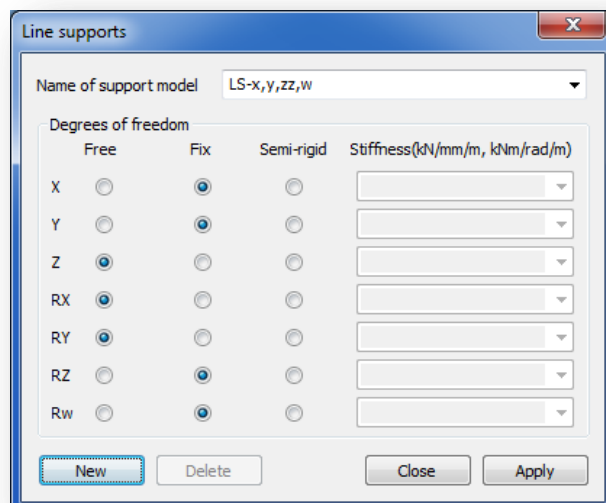 Line supports
Name of support model LS-x,y,zz,w
Degrees of freedom
Free Fix Semi-rigid Stiffness(kN/mm/m, kNm/rad/m)
X
Y
Z
RX
RY
RZ
Rw
New Delete Close Apply